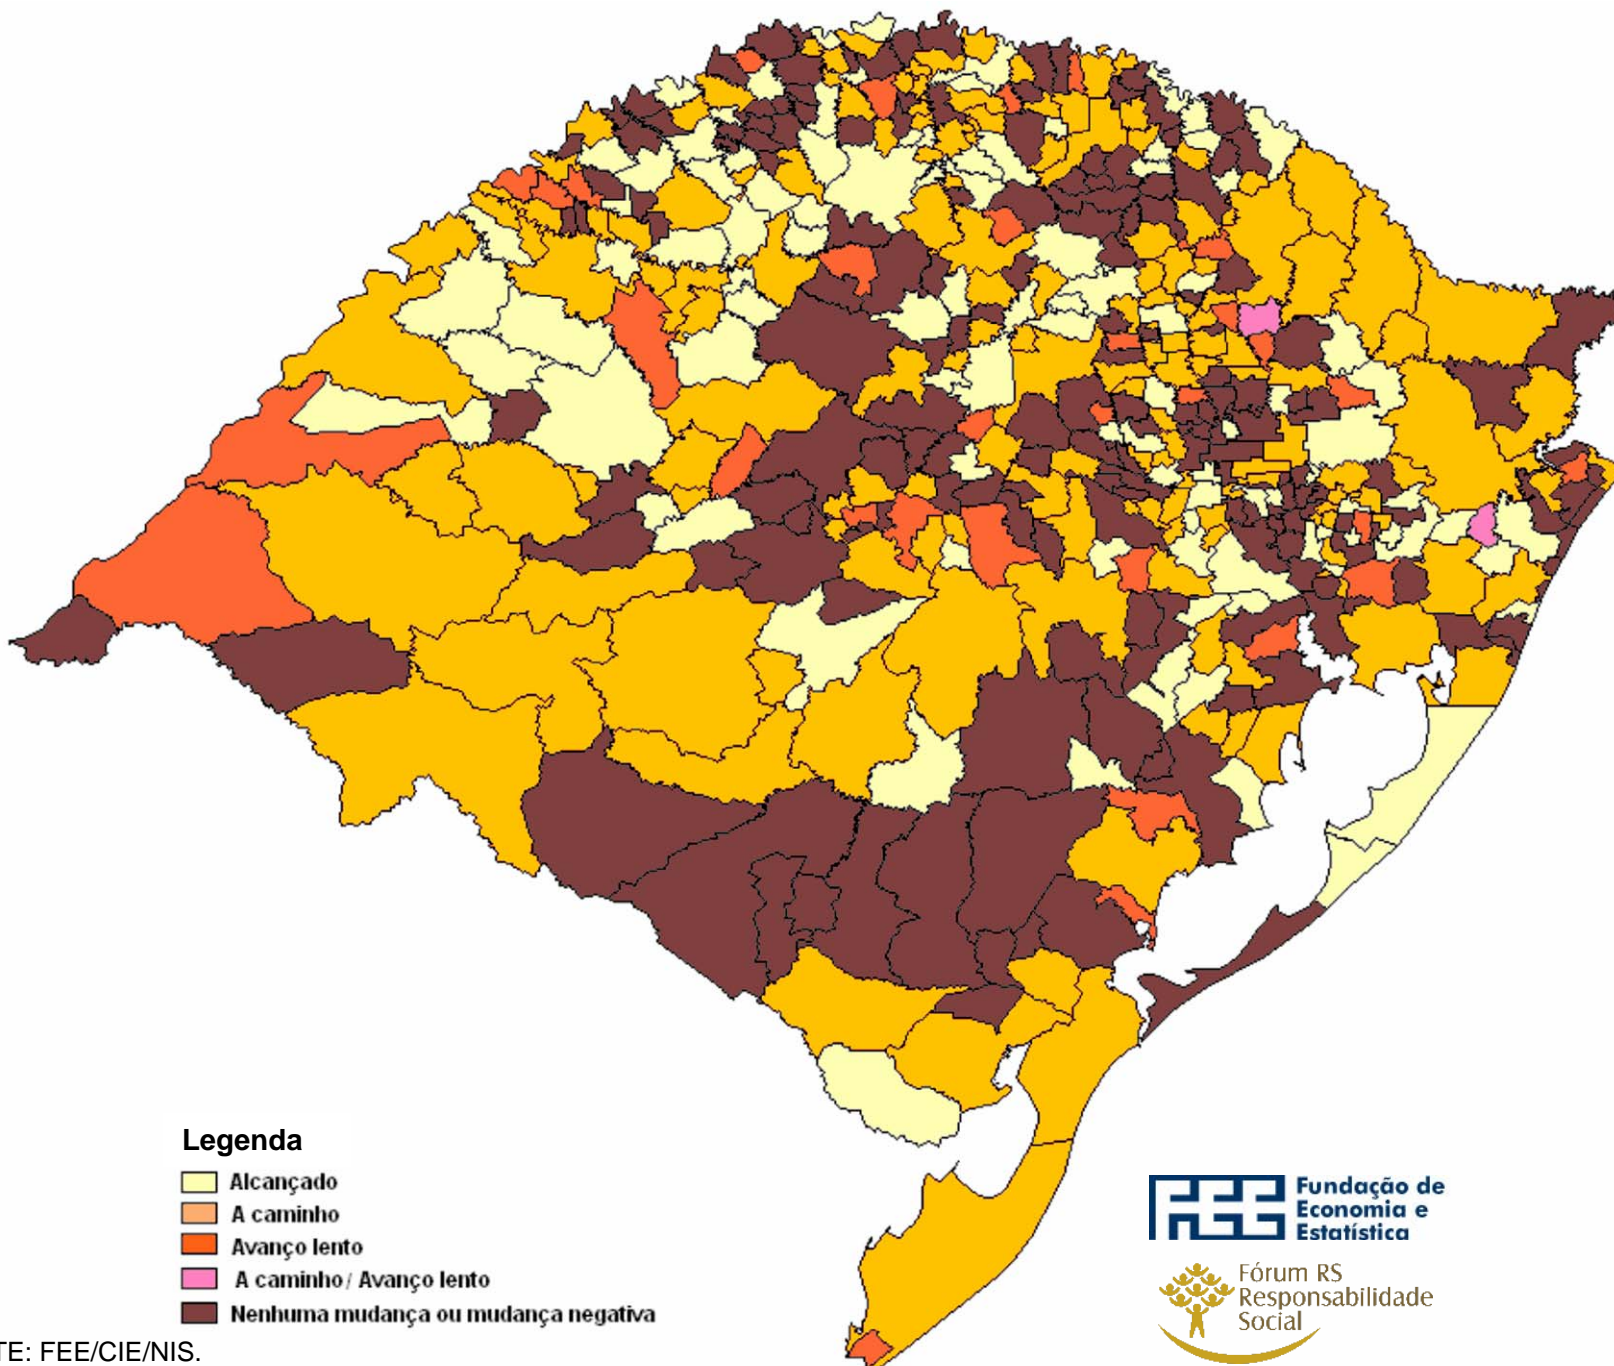 Legenda
Alcançado
A caminho
Avanço lento
A caminho/ Avanço lento
Nenhuma mudança ou mudança negativa
TE: FEE/CIE/NIS.
FEE
Fundação de
Economia e
Estatística
Fórum RS
Responsabilidade
Social